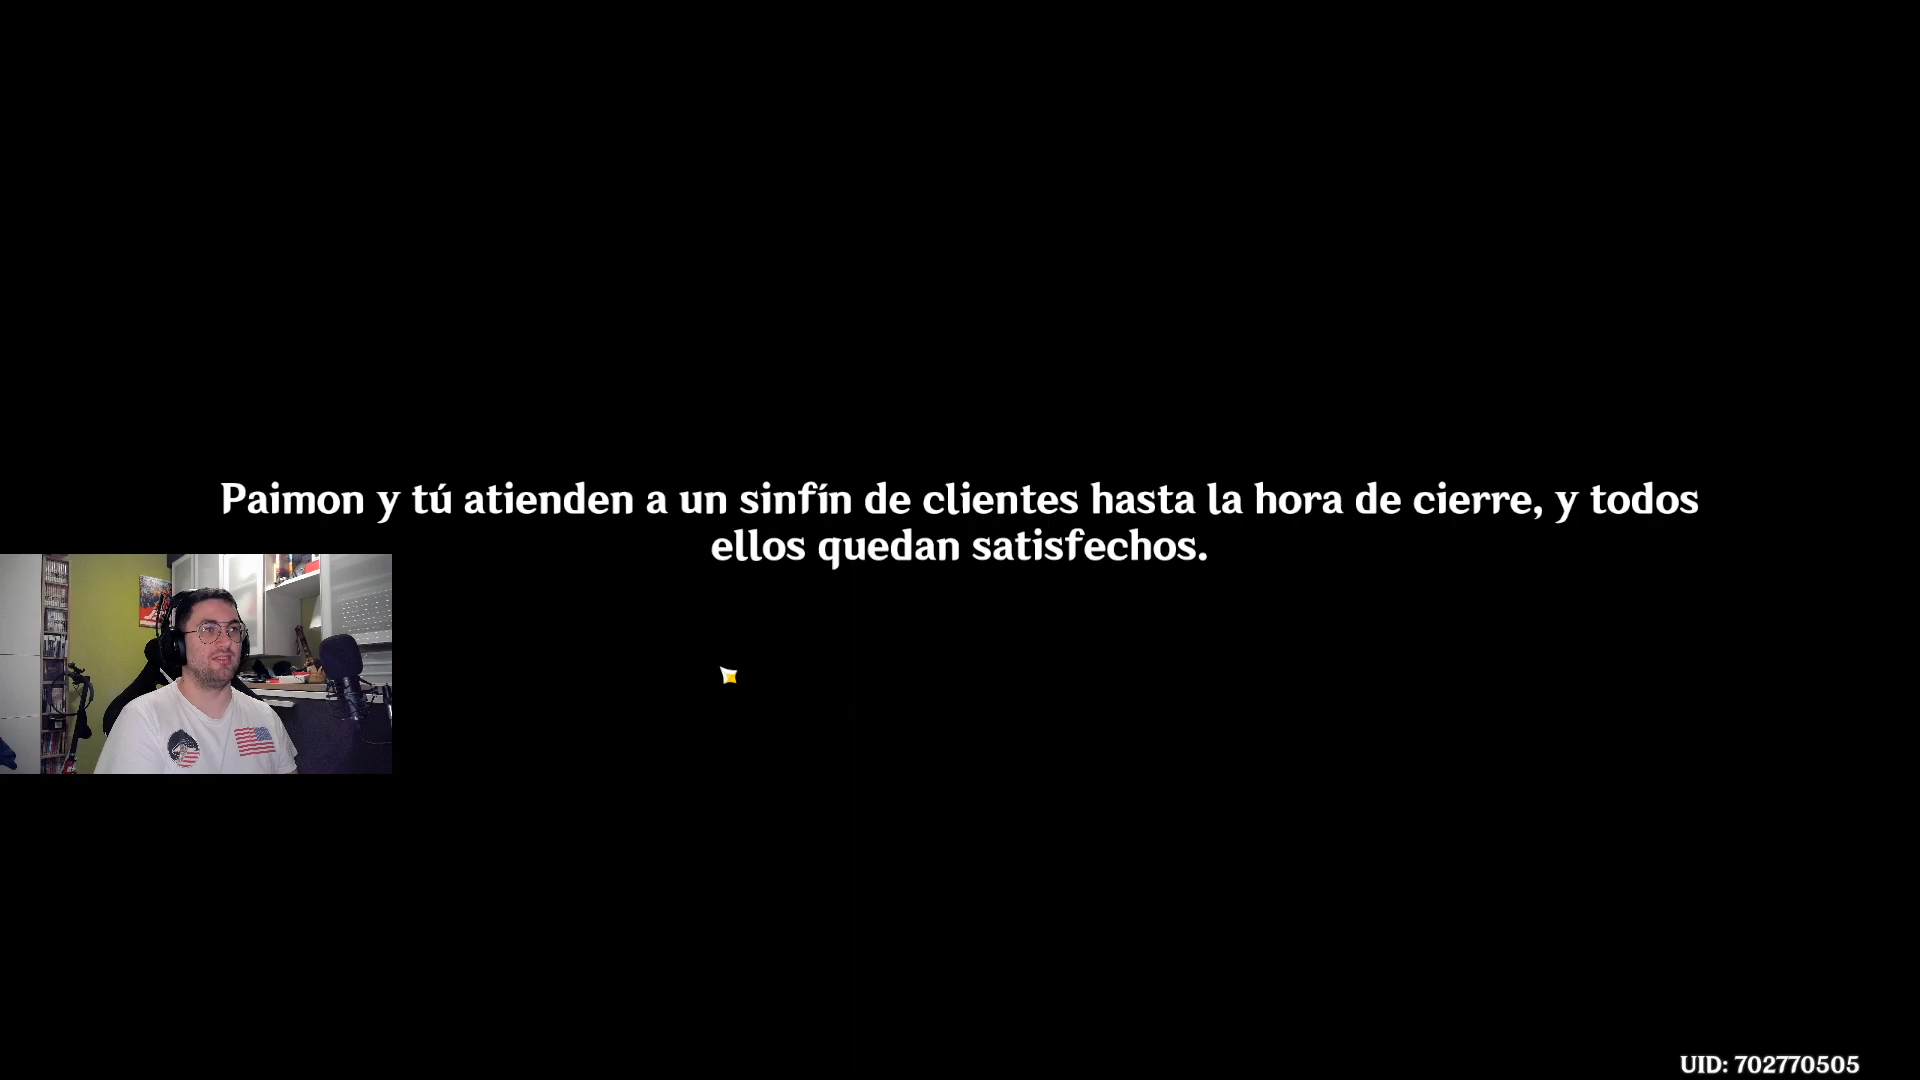 Paimon y tú atienden a un sinfín de clientes hasta la hora de cierre, y todos
ellos quedan satisfechos.
UID: 702770505